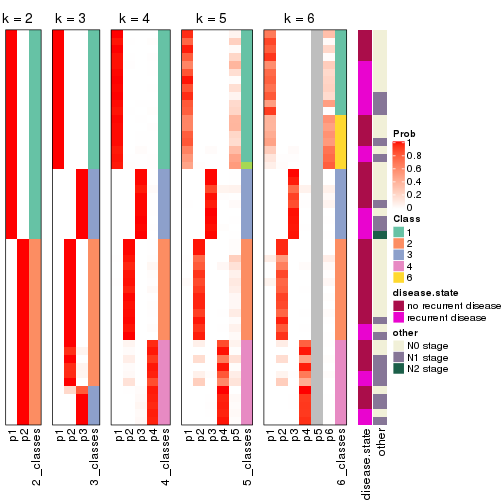 k = 2
k = 3
k = 4
k = 5
k = 6
Prob
1
0.8
0.6
0.4
0.2
0
Class
1
2
3
4
6
disease.state
no recurrent disease
recurrent disease
other
N0 stage
N1 stage
N2 stage
p1
p2
2_classes
p1
p2
p3
3_classes
p1
p2
p3
p4
4_classes
p1
p2
p3
p4
p5
5_classes
p1
p2
p3
p4
p5
p6
6_classes
disease.state
other